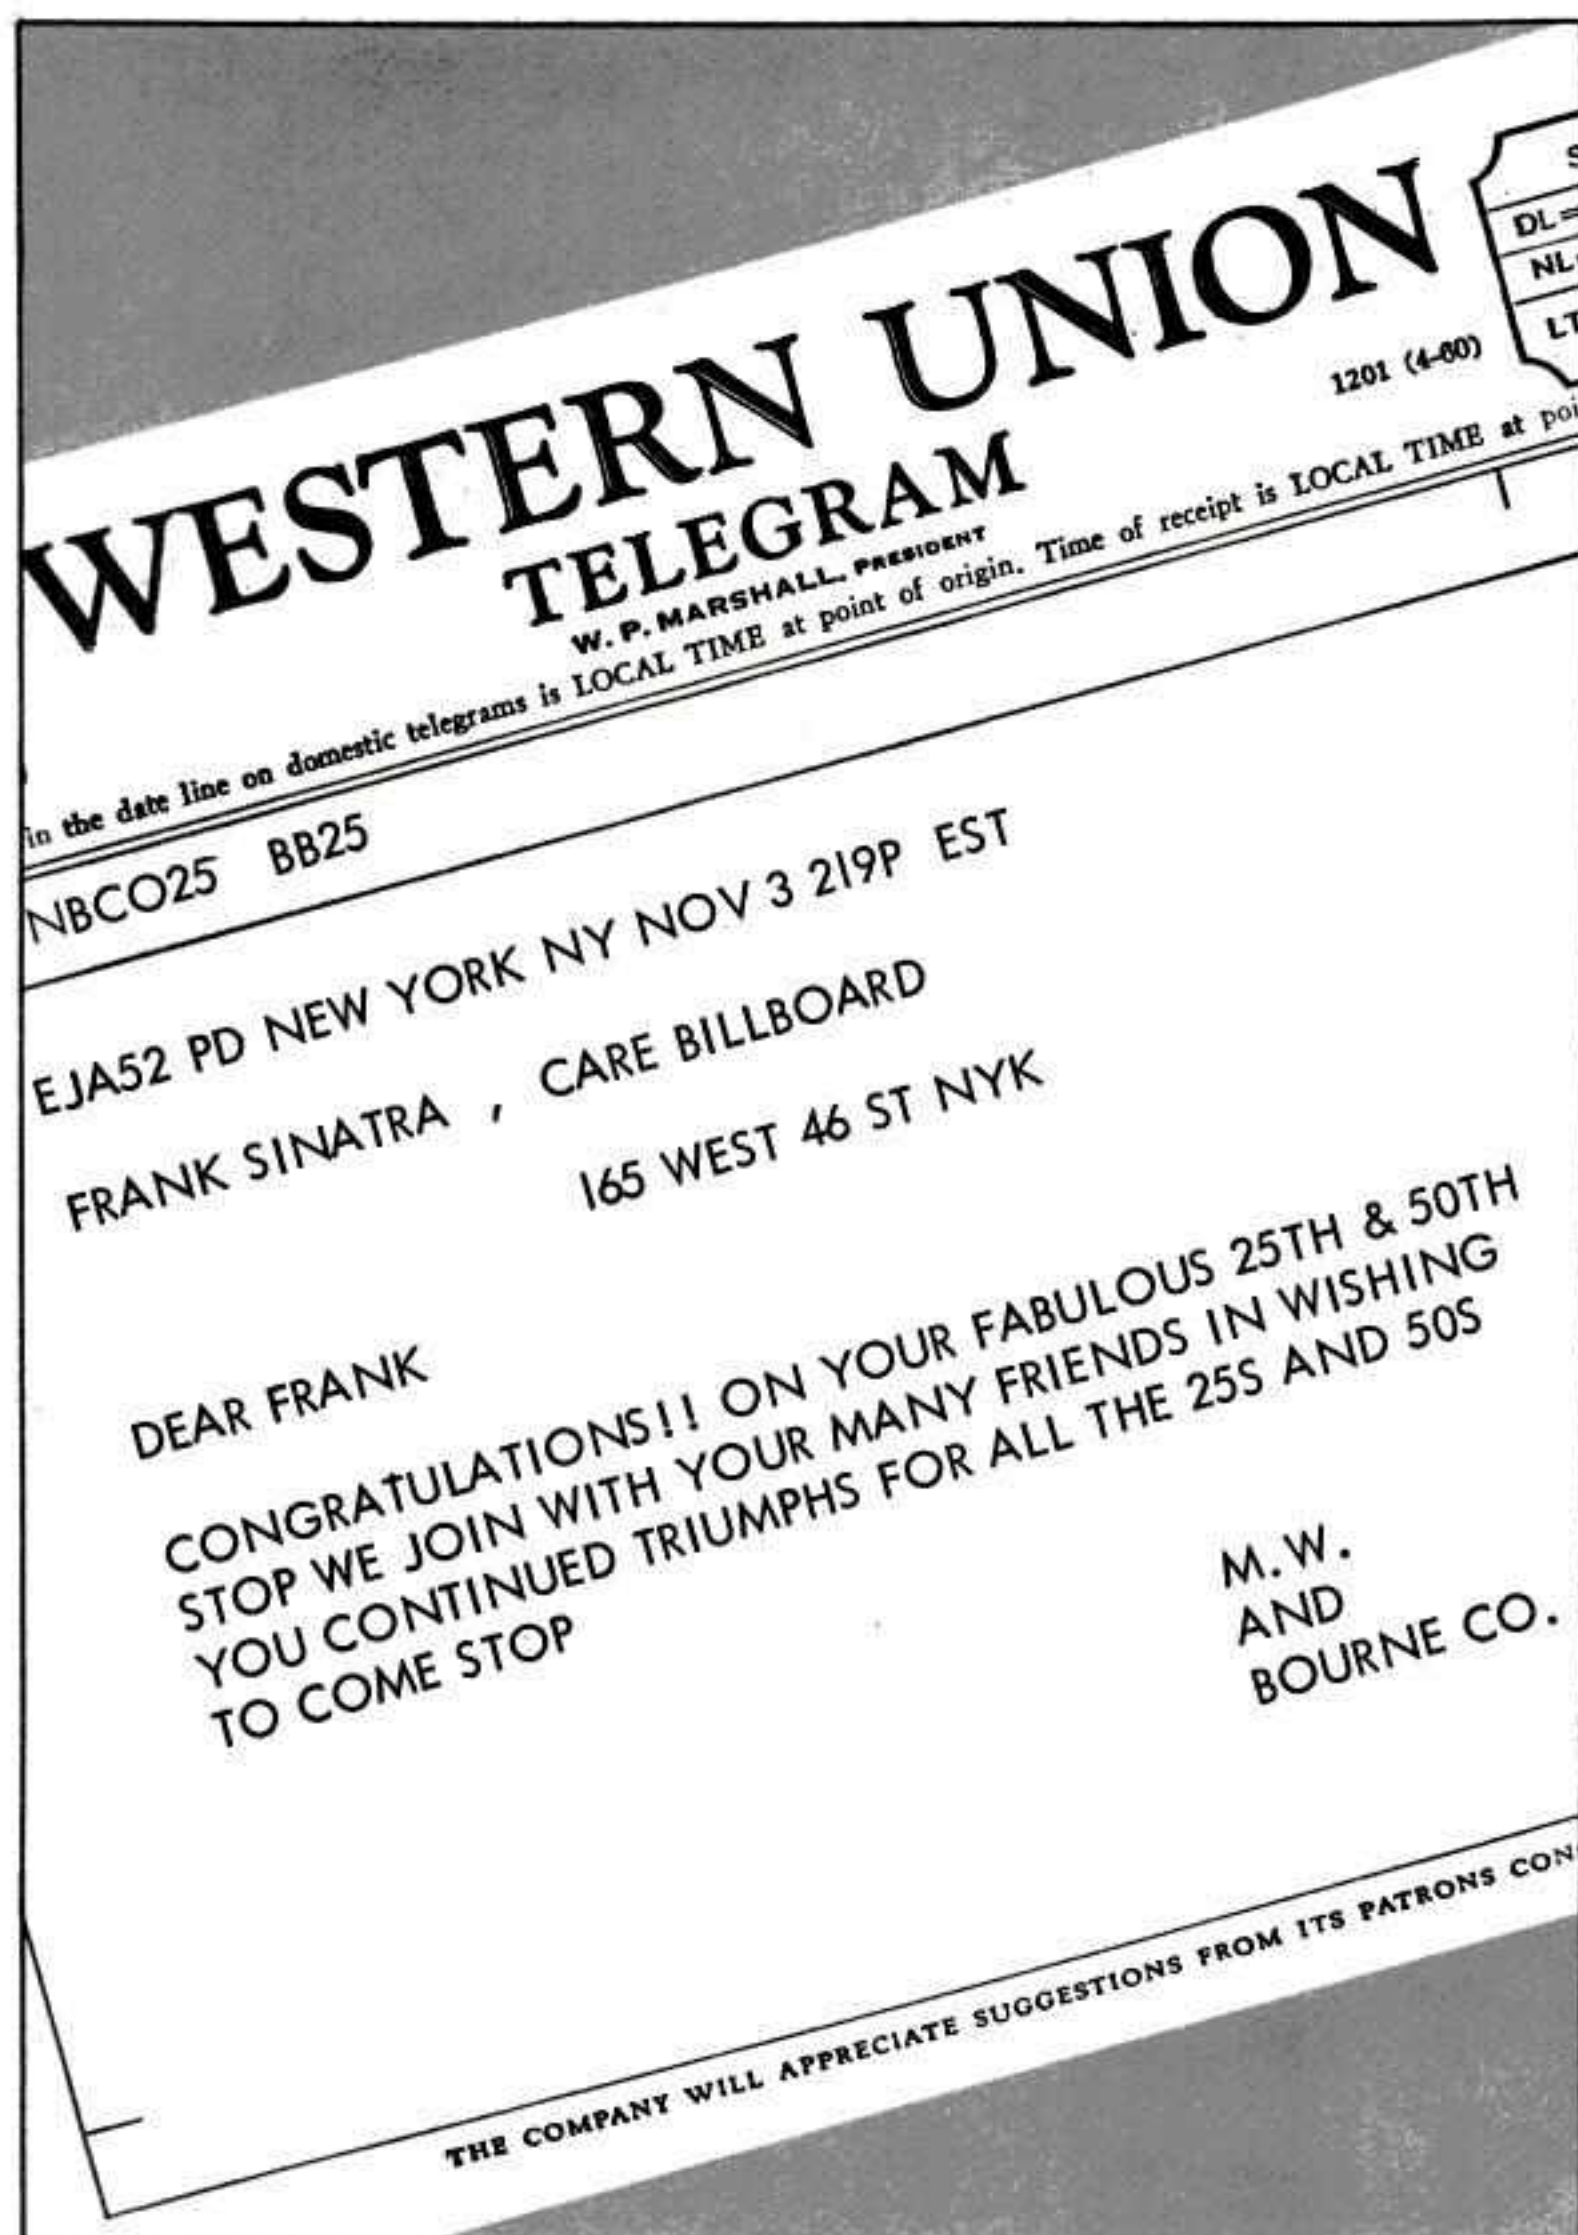 WESTERN UNION
TELEGRAM
W. P. MARSHALL, PRESIDENT
1201 (4-60)
DL=
NL=
LT
in the date line on domestic telegrams is LOCAL TIME at point of origin. Time of receipt is LOCAL TIME at poi
NBCO25 BB25
EJA52 PD NEW YORK NY NOV 3 219P EST
FRANK SINATRA , CARE BILLBOARD
165 WEST 46 ST NYK
DEAR FRANK
CONGRATULATIONS!! ON YOUR FABULOUS 25TH & 50TH
STOP WE JOIN WITH YOUR MANY FRIENDS IN WISHING
YOU CONTINUED TRIUMPHS FOR ALL THE 25S AND 50S
TO COME STOP
M.W.
AND
BOURNE CO.
THE COMPANY WILL APPRECIATE SUGGESTIONS FROM ITS PATRONS CON